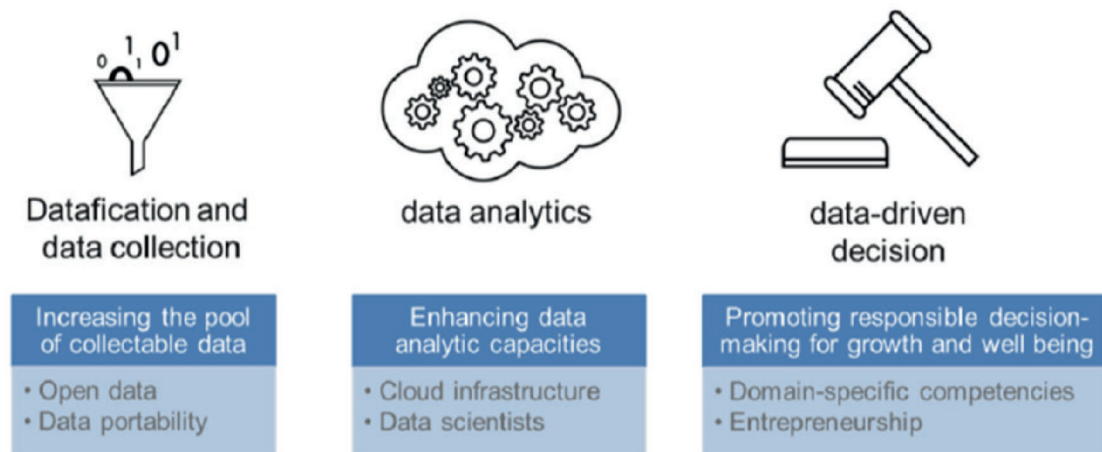 0 1 1 0 1
Datafication and
data collection
data analytics
data-driven
decision
Increasing the pool
of collectable data
• Open data
• Data portability
Enhancing data
analytic capacities
• Cloud infrastructure
• Data scientists
Promoting responsible decision-
making for growth and well being
• Domain-specific competencies
• Entrepreneurship